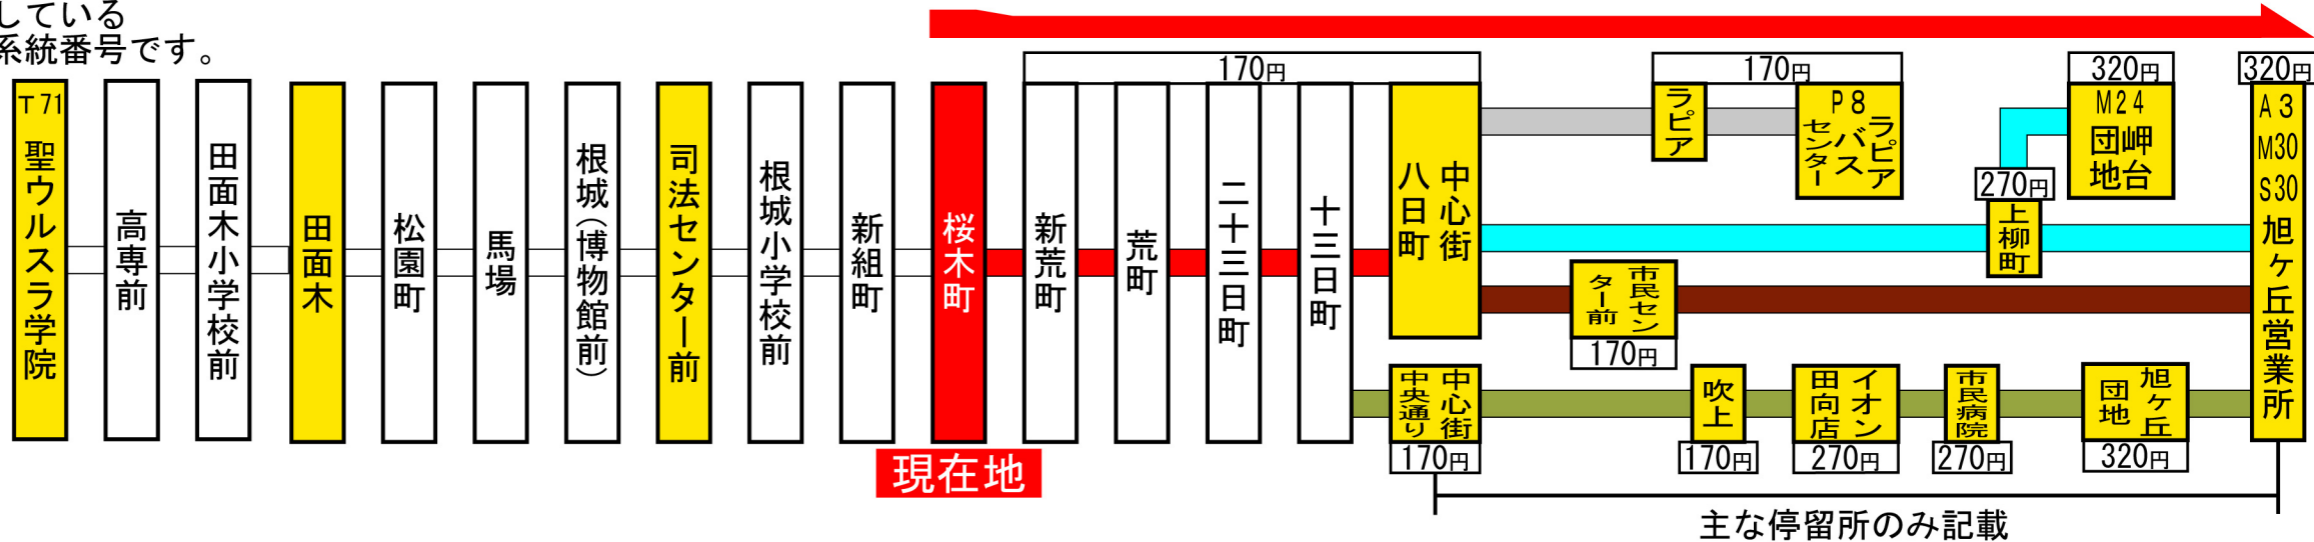 している
系統番号です。
170円
170円
320円
320円
T71
聖ウルスラ学院
高専前
田面木小学校前
田面木
松園町
馬場
根城（博物館前）
司法センター前
根城小学校前
新組町
桜木町
現在地
新荒町
荒町
二十三日町
十三日町
中心街
八日町
ラピア
P8
ラピア
バス
センター
M24
岬台
団地
270円
上柳町
市民セン
ター前
170円
中心街
中央通り
170円
吹上
170円
イオン
田向店
270円
市民病院
270円
旭ヶ丘
団地
320円
A3
M30
S30
旭ヶ丘営業所
主な停留所のみ記載